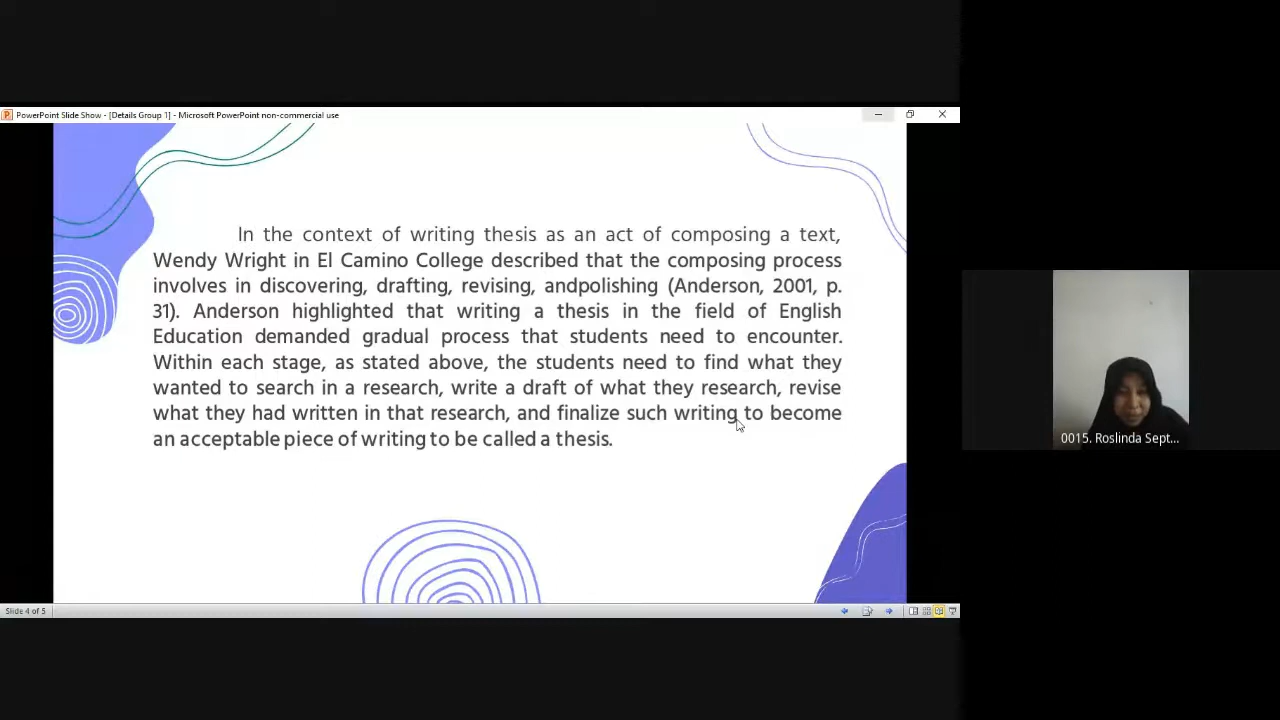 PowerPoint Slide Show - [Details Group 1] - Microsoft PowerPoint non-commercial use
In the context of writing thesis as an act of composing a text,
Wendy Wright in El Camino College described that the composing process
involves in discovering, drafting, revising, andpolishing (Anderson, 2001, p.
31). Anderson highlighted that writing a thesis in the field of English
Education demanded gradual process that students need to encounter.
Within each stage, as stated above, the students need to find what they
wanted to search in a research, write a draft of what they research, revise
what they had written in that research, and finalize such writing to become
an acceptable piece of writing to be called a thesis.
0015. Roslinda Sept...
Slide 4 of 5